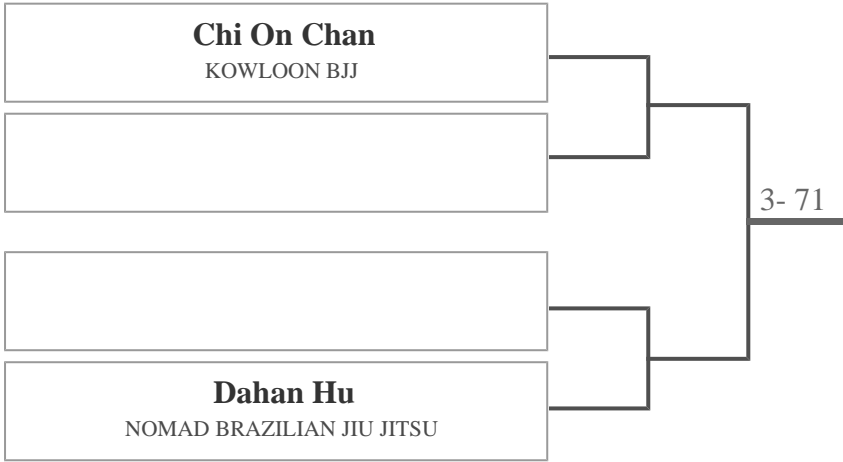 Chi On Chan
KOWLOON BJJ
3- 71
Dahan Hu
NOMAD BRAZILIAN JIU JITSU